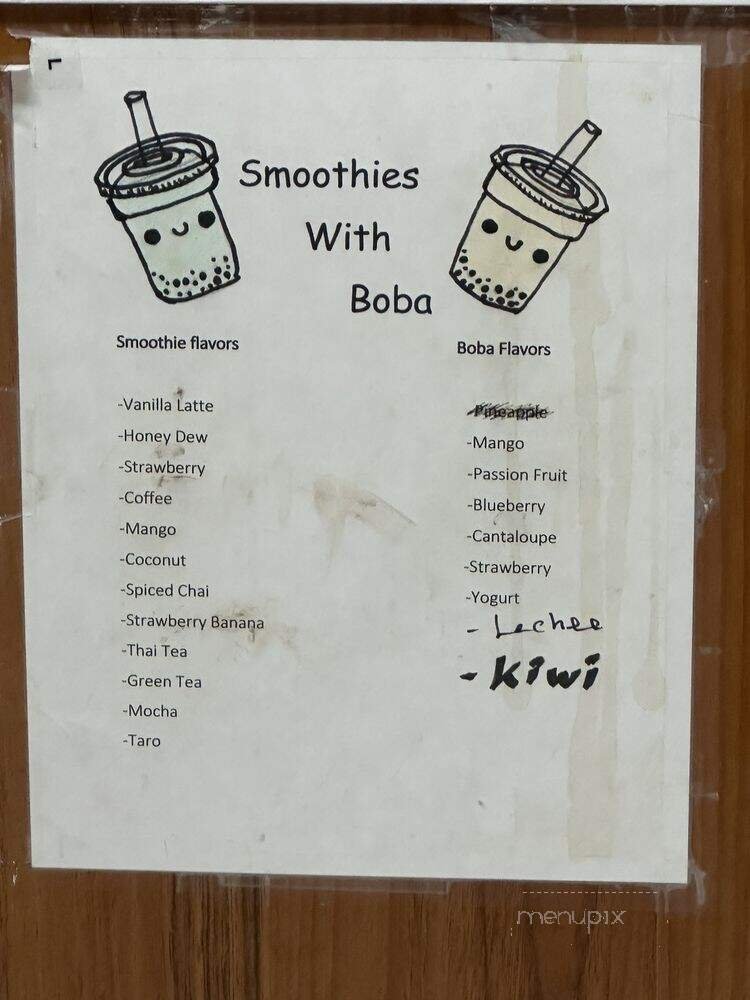 Smoothies
With
Boba
Smoothie flavors
-Vanilla Latte
-Honey Dew
-Strawberry
-Coffee
-Mango
-Coconut
-Spiced Chai
-Strawberry Banana
-Thai Tea
-Green Tea
-Mocha
-Taro
Boba Flavors
-Pineapple
-Mango
-Passion Fruit
-Blueberry
-Cantaloupe
-Strawberry
-Yogurt
- Lechee
- kiwi
menupix